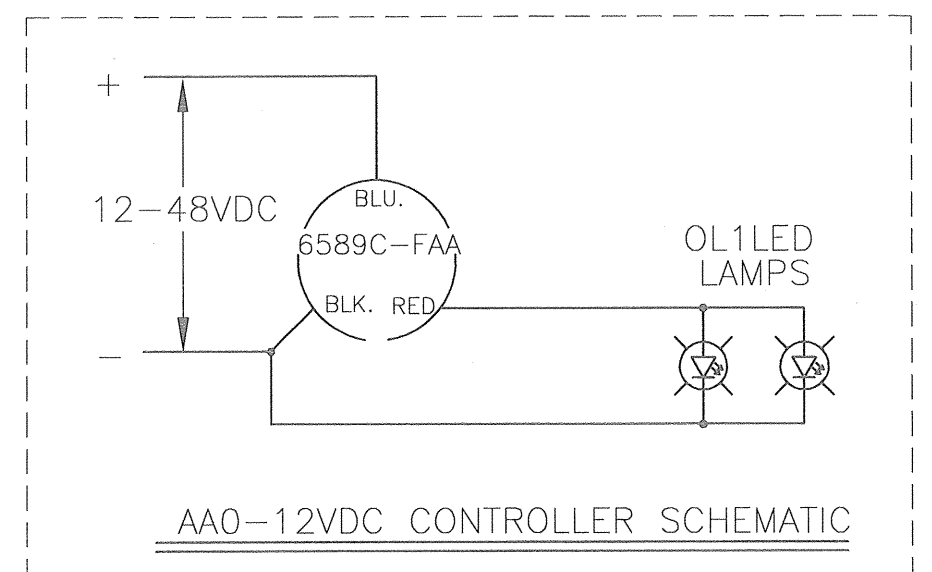 +
BLU.
12-48VDC
6589C-FAA
OL1LED
LAMPS
BLK. RED
-
AA0-12VDC CONTROLLER SCHEMATIC